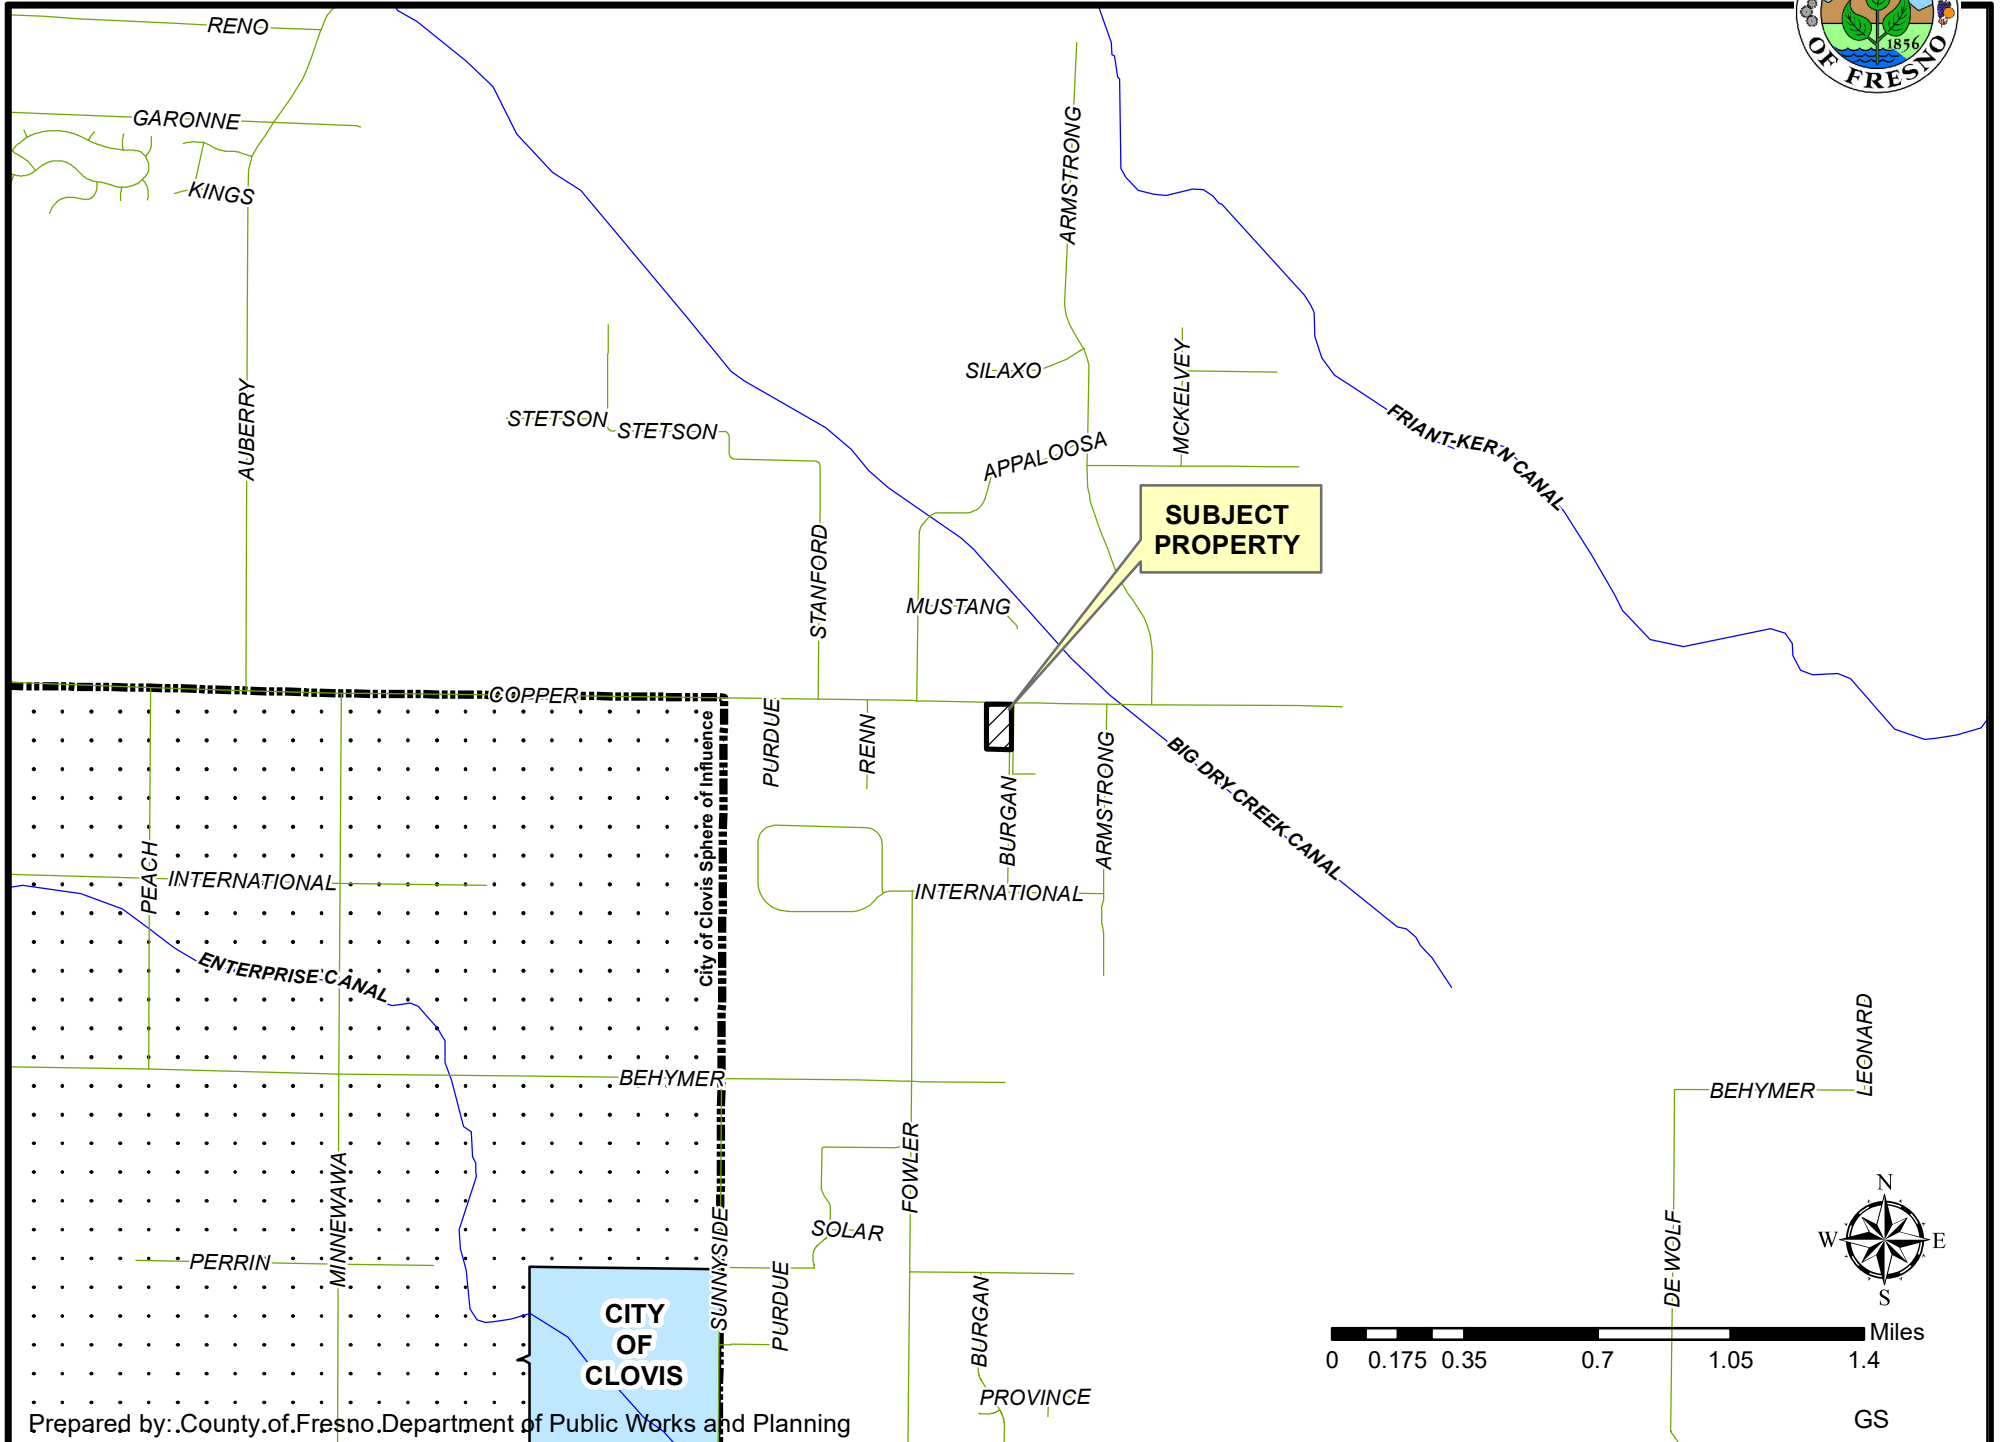 RENO
1856
OF FRESNO
GARONNE
KINGS
ARMSTRONG
AUBERRY
SILAXO
MCKELVEY
STETSON
STETSON
APPALOOSA
FRIANT-KERN CANAL
SUBJECT
PROPERTY
STANFORD
MUSTANG
COPPER
City of Clovis Sphere of Influence
PURDUE
RENN
BURGAN
ARMSTRONG
BIG DRY CREEK CANAL
PEACH
INTERNATIONAL
INTERNATIONAL
ENTERPRISE CANAL
BEHYMER
LEONARD
BEHYMER
MINNEWAWA
FOWLER
SOLAR
SUNNYSIDE
PURDUE
PERRIN
BURGAN
DE WOLF
N
W
E
S
CITY
OF
CLOVIS
Miles
0 0.175 0.35 0.7 1.05 1.4
PROVINCE
Prepared by: County of Fresno Department of Public Works and Planning
GS